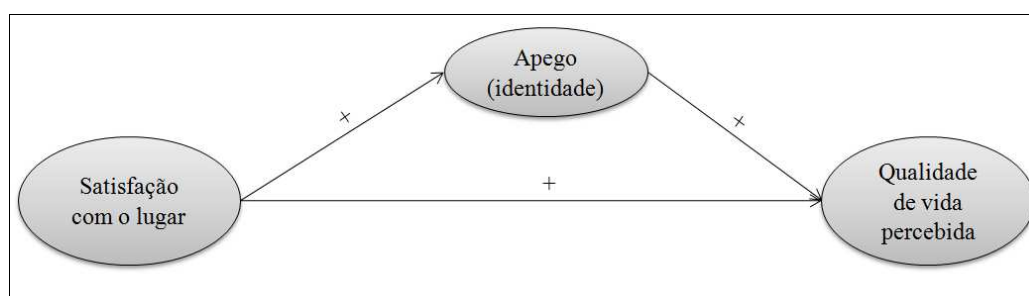 Apego
(identidade)
+
+
+
Satisfação
com o lugar
Qualidade
de vida
percebida